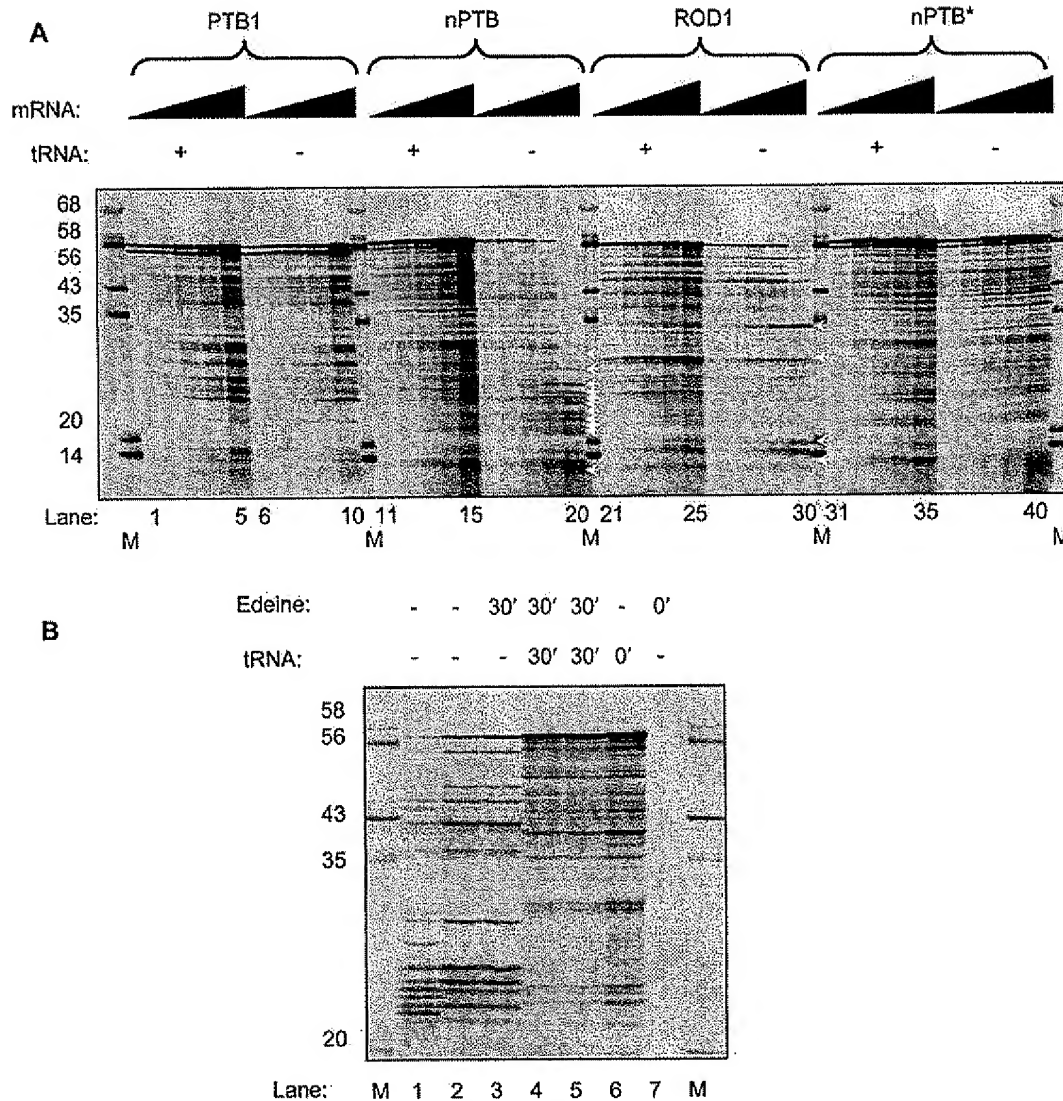 A
PTB1 nPTB ROD1 nPTB*
mRNA:
tRNA: + - + - + - + -
68
58
56
43
35
20
14
Lane: 1 5 6 10 11 15 20 21 25 30 31 35 40
M M M M M
B
Edeine: - - 30' 30' 30' - 0'
tRNA: - - - 30' 30' 0' -
58
56
43
35
20
Lane: M 1 2 3 4 5 6 7 M